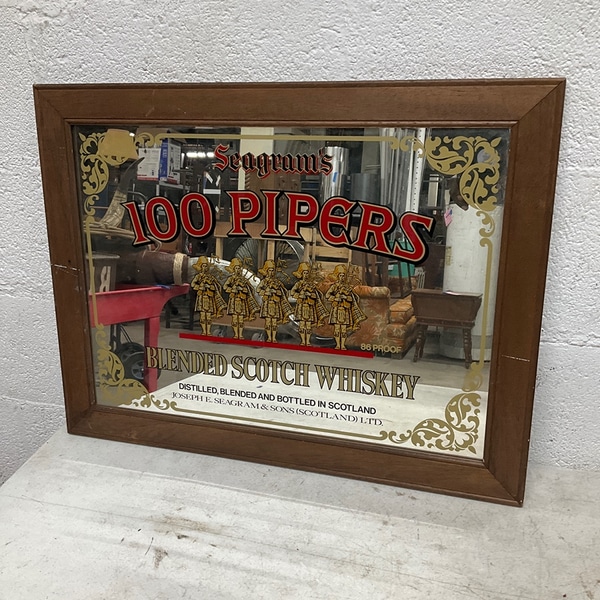 Seagram's
100 PIPERS
86 PROOF
BLENDED SCOTCH WHISKEY
DISTILLED, BLENDED AND BOTTLED IN SCOTLAND
JOSEPH E. SEAGRAM & SONS (SCOTLAND) LTD.